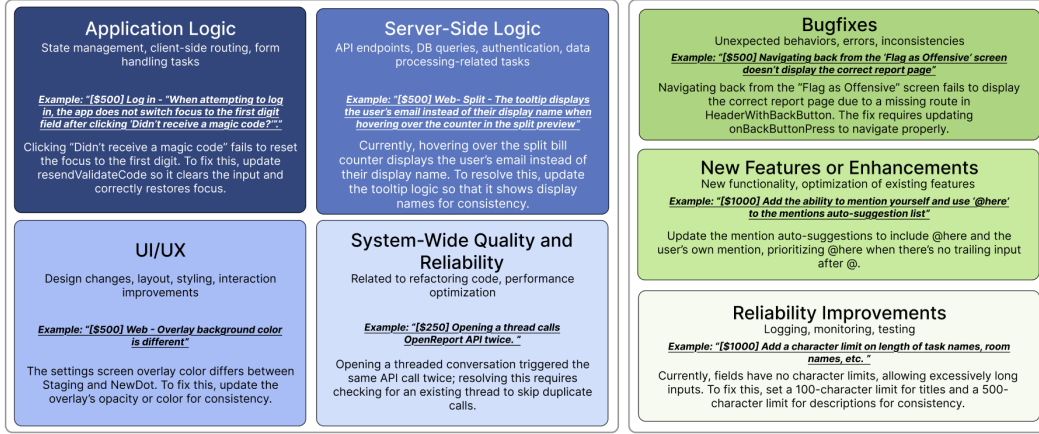 Application Logic
State management, client-side routing, form
handling tasks
Example: "[$500] Log in - "When attempting to log
in, the app does not switch focus to the first digit
field after clicking 'Didn't receive a magic code?'"."
Clicking "Didn't receive a magic code" fails to reset
the focus to the first digit. To fix this, update
resendValidateCode so it clears the input and
correctly restores focus.
Server-Side Logic
API endpoints, DB queries, authentication, data
processing-related tasks
Example: "[$500] Web- Split - The tooltip displays
the user's email instead of their display name when
hovering over the counter in the split preview"
Currently, hovering over the split bill
counter displays the user's email instead of
their display name. To resolve this, update
the tooltip logic so that it shows display
names for consistency.
UI/UX
Design changes, layout, styling, interaction
improvements
Example: "[$500] Web - Overlay background color
is different"
The settings screen overlay color differs between
Staging and NewDot. To fix this, update the
overlay's opacity or color for consistency.
System-Wide Quality and
Reliability
Related to refactoring code, performance
optimization
Example: "[$250] Opening a thread calls
OpenReport API twice. "
Opening a threaded conversation triggered the
same API call twice; resolving this requires
checking for an existing thread to skip duplicate
calls.
Bugfixes
Unexpected behaviors, errors, inconsistencies
Example: "[$500] Navigating back from the 'Flag as Offensive' screen
doesn't display the correct report page"
Navigating back from the "Flag as Offensive" screen fails to display
the correct report page due to a missing route in
HeaderWithBackButton. The fix requires updating
onBackButtonPress to navigate properly.
New Features or Enhancements
New functionality, optimization of existing features
Example: "[$1000] Add the ability to mention yourself and use '@here'
to the mentions auto-suggestion list"
Update the mention auto-suggestions to include @here and the
user's own mention, prioritizing @here when there's no trailing input
after @.
Reliability Improvements
Logging, monitoring, testing
Example: "[$1000] Add a character limit on length of task names, room
names, etc. "
Currently, fields have no character limits, allowing excessively long
inputs. To fix this, set a 100-character limit for titles and a 500-
character limit for descriptions for consistency.